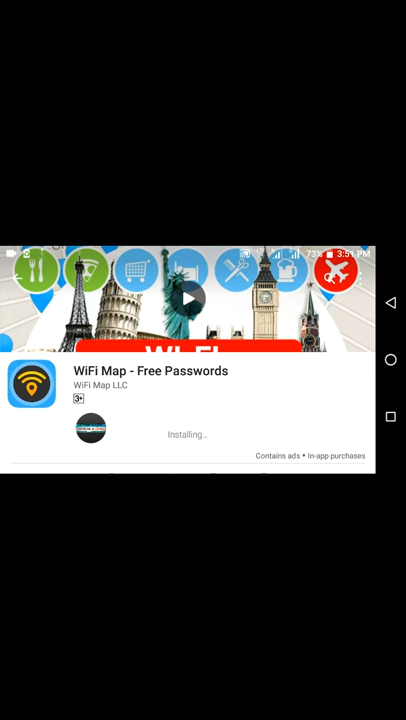 73% 3:51 PM
WiFi Map - Free Passwords
WiFi Map LLC
3+
Installing...
Contains ads • In-app purchases